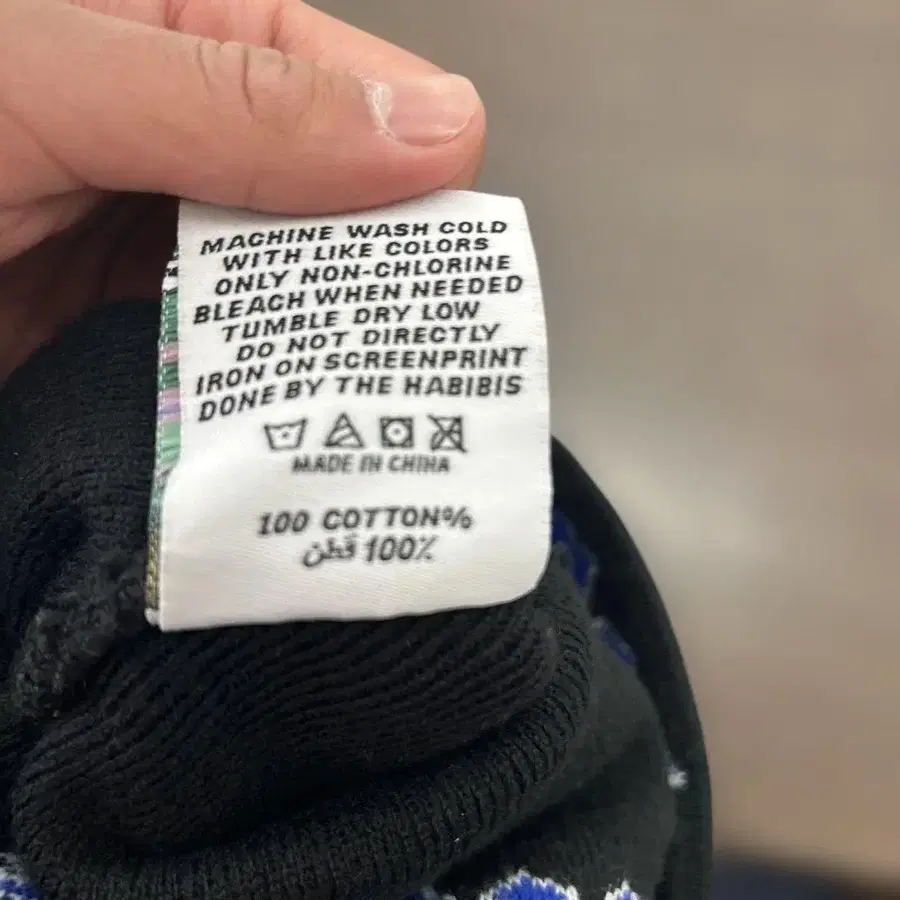 MACHINE WASH COLD
WITH LIKE COLORS
ONLY NON-CHLORINE
BLEACH WHEN NEEDED
TUMBLE DRY LOW
DO NOT DIRECTLY
IRON ON SCREENPRINT
DONE BY THE HABIBIS
MADE IN CHINA
100 COTTON%
قطن 100%